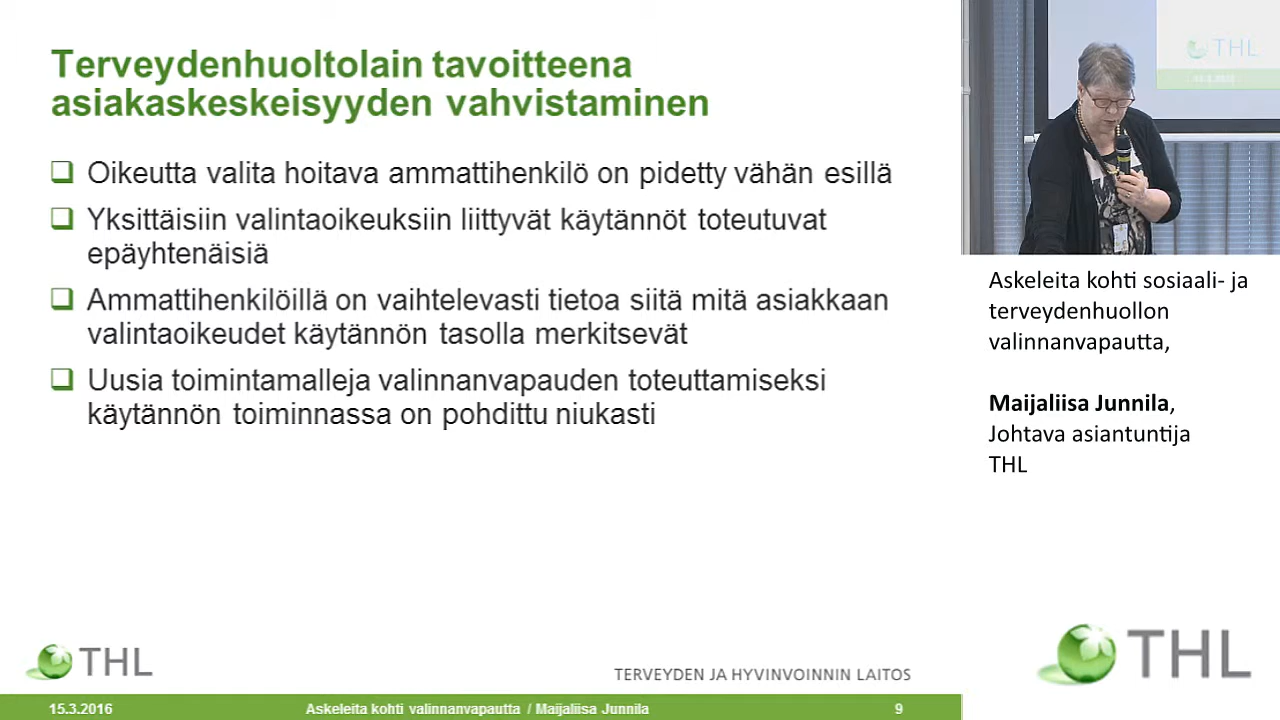 Terveydenhuoltolain tavoitteena
asiakaskeskeisyyden vahvistaminen
Oikeutta valita hoitava ammattihenkilö on pidetty vähän esillä
Yksittäisiin valintaoikeuksiin liittyvät käytännöt toteutuvat
epäyhtenäisiä
Ammattihenkilöillä on vaihtelevasti tietoa siitä mitä asiakkaan
valintaoikeudet käytännön tasolla merkitsevät
Uusia toimintamalleja valinnanvapauden toteuttamiseksi
käytännön toiminnassa on pohdittu niukasti
THL
TERVEYDEN JA HYVINVOINNIN LAITOS
15.3.2016 Askeleita kohti valinnanvapautta / Maijaliisa Junnila 9
THL
Askeleita kohti sosiaali- ja
terveydenhuollon
valinnanvapautta,
Maijaliisa Junnila,
Johtava asiantuntija
THL
THL